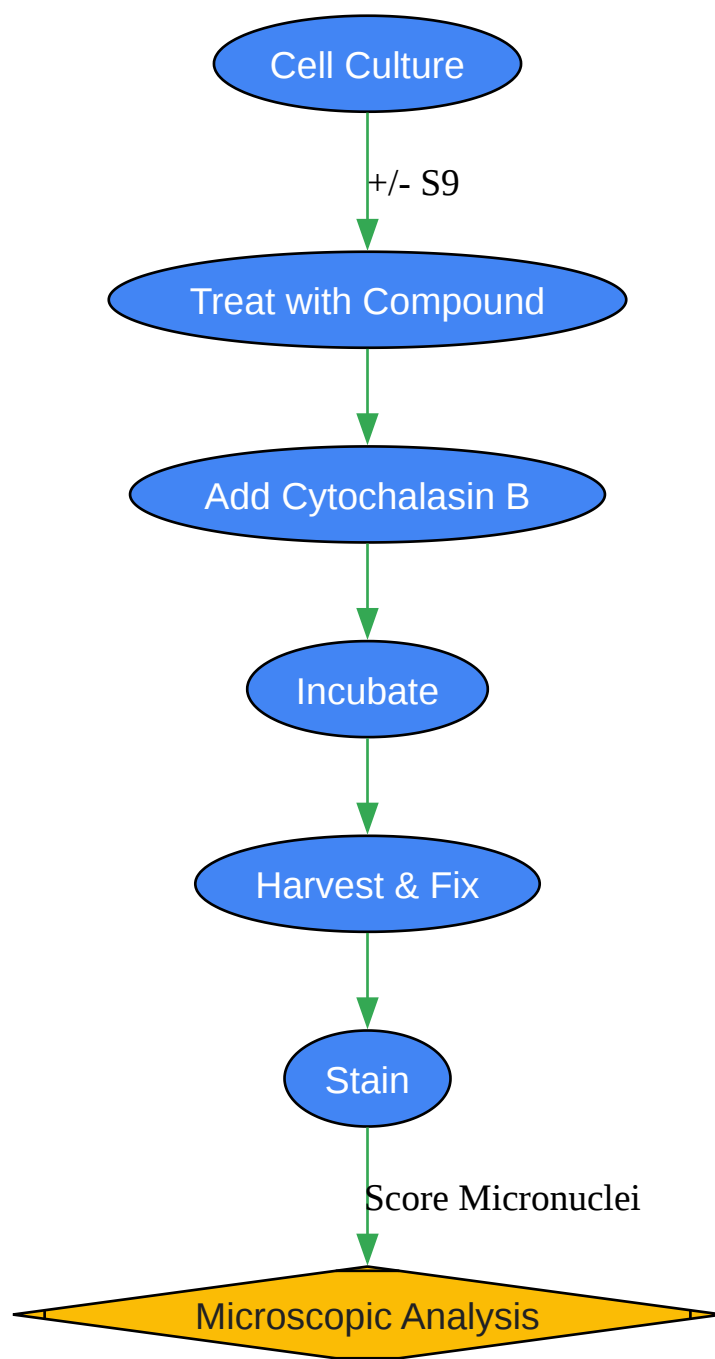 Cell Culture
+/- S9
Treat with Compound
Add Cytochalasin B
Incubate
Harvest & Fix
Stain
Score Micronuclei
Microscopic Analysis